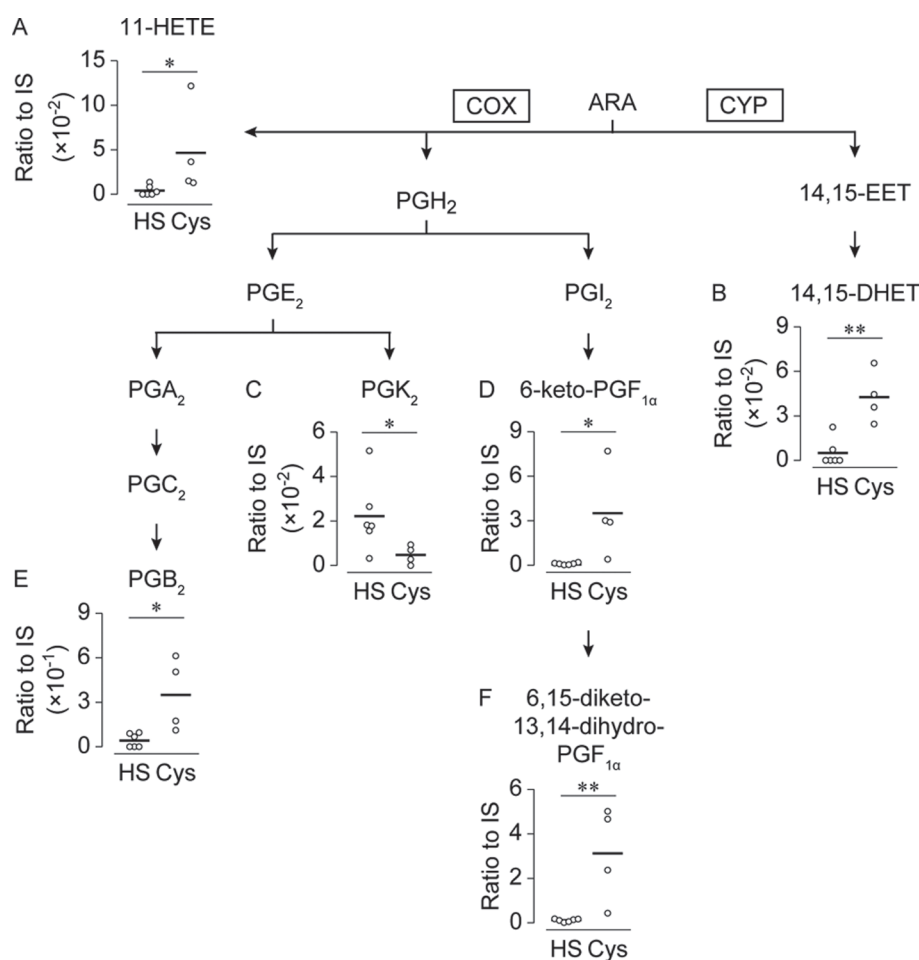 A
11-HETE
Ratio to IS
(×10⁻²)
15
10
5
0
*
HS Cys
COX
ARA
CYP
PGH₂
14,15-EET
PGE₂
PGI₂
B
14,15-DHET
Ratio to IS
(×10⁻²)
9
6
3
0
**
HS Cys
PGA₂
C
PGK₂
Ratio to IS
(×10⁻²)
6
4
2
0
*
HS Cys
D
6-keto-PGF₁α
Ratio to IS
9
6
3
0
*
HS Cys
PGC₂
E
PGB₂
Ratio to IS
(×10⁻¹)
9
6
3
0
*
HS Cys
F
6,15-diketo-
13,14-dihydro-
PGF₁α
Ratio to IS
6
4
2
0
**
HS Cys